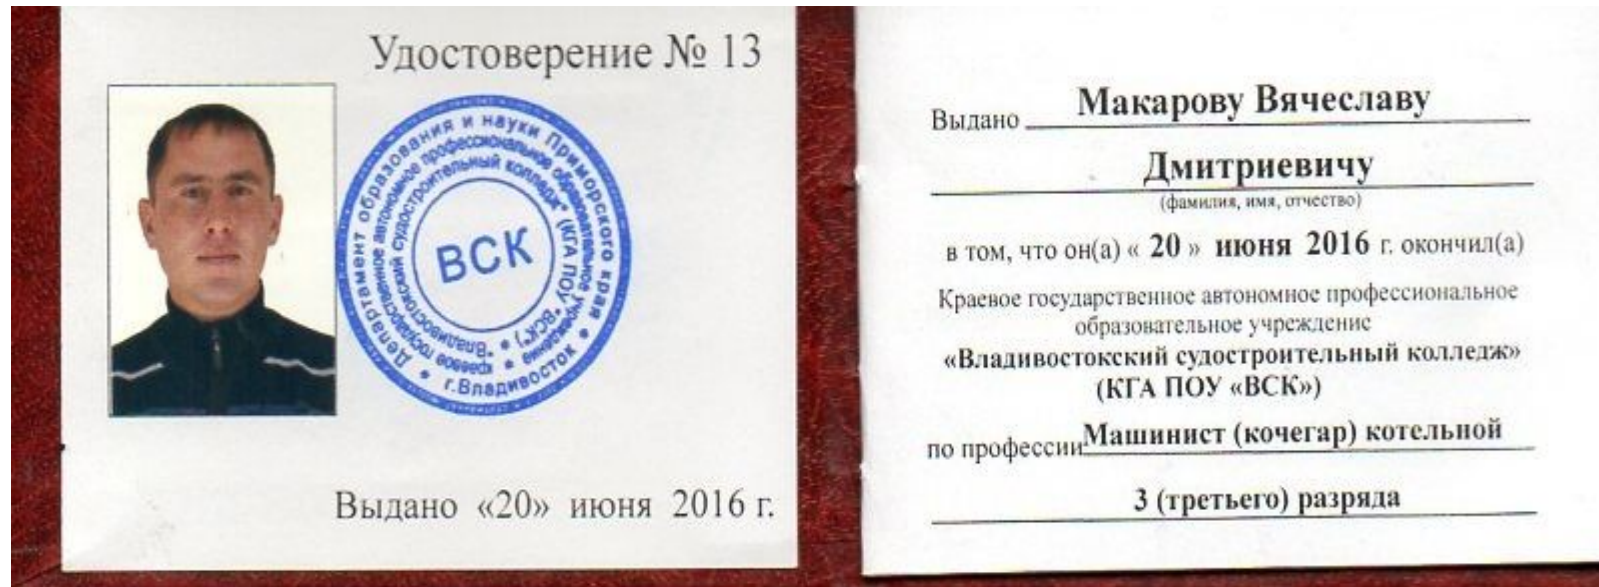 Удостоверение № 13
Департамент образования и науки Приморского края
г.Владивосток
краевое государственное автономное профессиональное образовательное учреждение
"Владивостокский судостроительный колледж" (КГА ПОУ "ВСК")
ВСК
Выдано «20» июня 2016 г.
Выдано Макарову Вячеславу
Дмитриевичу
(фамилия, имя, отчество)
в том, что он(а) « 20 » июня 2016 г. окончил(а)
Краевое государственное автономное профессиональное
образовательное учреждение
«Владивостокский судостроительный колледж»
(КГА ПОУ «ВСК»)
по профессии Машинист (кочегар) котельной
3 (третьего) разряда